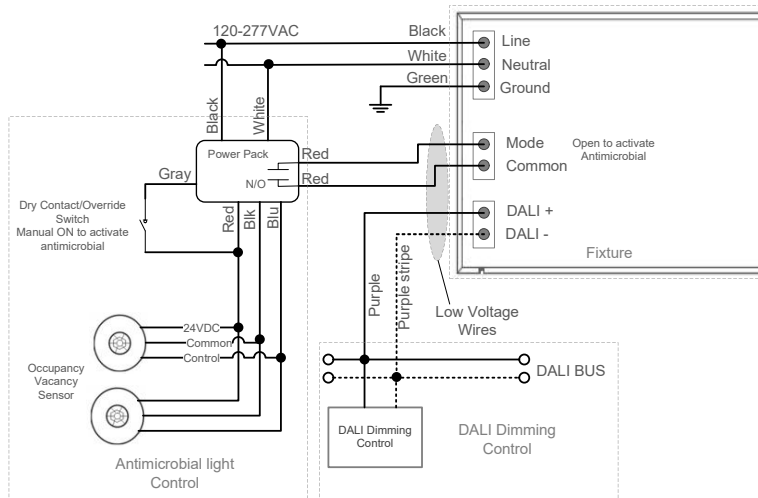 120-277VAC
Black
White
Green
Line
Neutral
Ground
Black
White
Power Pack
N/O
Red
Red
Gray
Mode
Common
Open to activate
Antimicrobial
Dry Contact/Override
Switch
Manual ON to activate
antimicrobial
Red
Blk
Blu
DALI +
DALI -
Fixture
Purple
Purple stripe
Low Voltage
Wires
24VDC
Common
Control
Occupancy
Vacancy
Sensor
DALI BUS
DALI Dimming
Control
DALI Dimming
Control
Antimicrobial light
Control